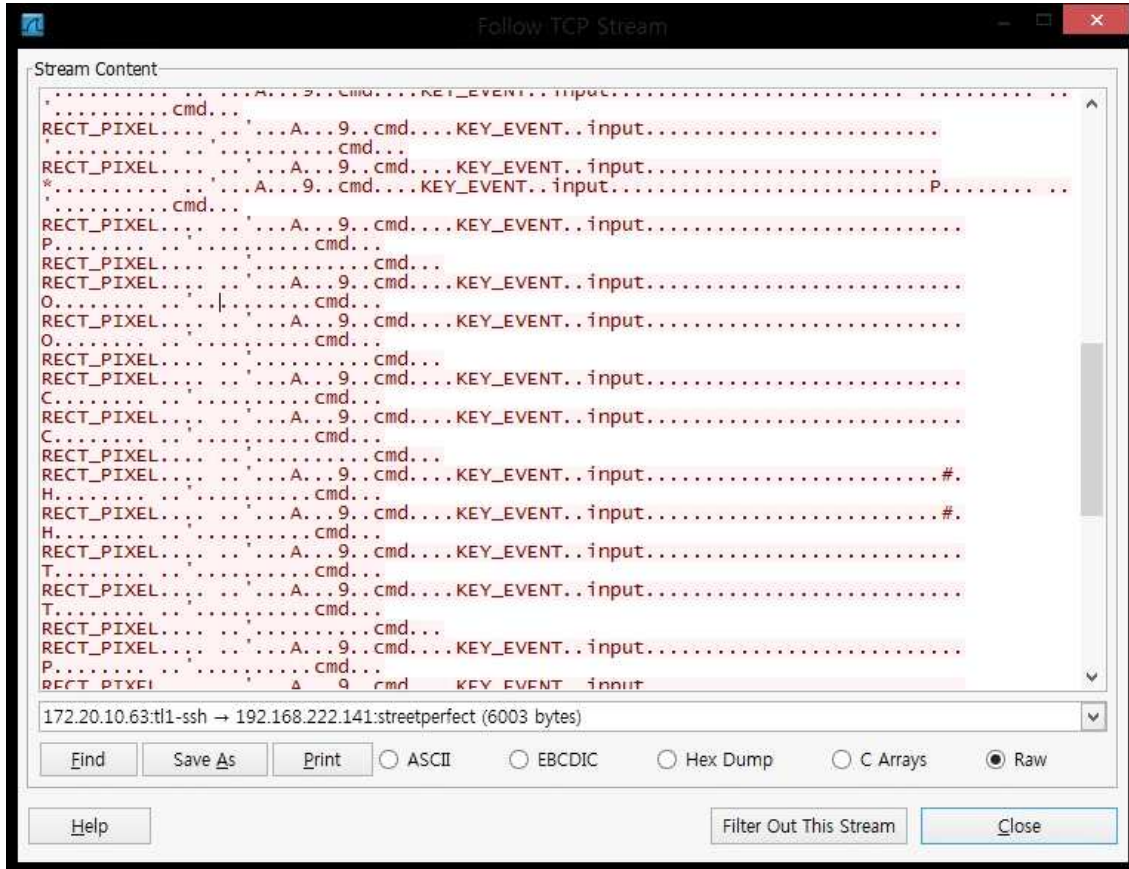 Follow TCP Stream
Stream Content
'..........cmd...
RECT_PIXEL.... ..'...A...9..cmd....KEY_EVENT..input...........................
'.......... ..'..........cmd...
RECT_PIXEL.... ..'...A...9..cmd....KEY_EVENT..input...........................
*.......... ..'...A...9..cmd....KEY_EVENT..input...........................P........ ..
'..........cmd...
RECT_PIXEL.... ..'...A...9..cmd....KEY_EVENT..input.............................
P........ ..'..........cmd...
RECT_PIXEL.... ..'..........cmd...
RECT_PIXEL.... ..'...A...9..cmd....KEY_EVENT..input.............................
O........ ..'..........cmd...
RECT_PIXEL.... ..'...A...9..cmd....KEY_EVENT..input.............................
O........ ..'..........cmd...
RECT_PIXEL.... ..'..........cmd...
RECT_PIXEL.... ..'...A...9..cmd....KEY_EVENT..input.............................
C........ ..'..........cmd...
RECT_PIXEL.... ..'...A...9..cmd....KEY_EVENT..input.............................
C........ ..'..........cmd...
RECT_PIXEL.... ..'..........cmd...
RECT_PIXEL.... ..'...A...9..cmd....KEY_EVENT..input...........................#.
H........ ..'..........cmd...
RECT_PIXEL.... ..'...A...9..cmd....KEY_EVENT..input...........................#.
H........ ..'..........cmd...
RECT_PIXEL.... ..'...A...9..cmd....KEY_EVENT..input.............................
T........ ..'..........cmd...
RECT_PIXEL.... ..'...A...9..cmd....KEY_EVENT..input.............................
T........ ..'..........cmd...
RECT_PIXEL.... ..'..........cmd...
RECT_PIXEL.... ..'...A...9..cmd....KEY_EVENT..input.............................
P........ ..'..........cmd...
172.20.10.63:tl1-ssh → 192.168.222.141:streetperfect (6003 bytes)
Find Save As Print ASCII EBCDIC Hex Dump C Arrays Raw
Help Filter Out This Stream Close